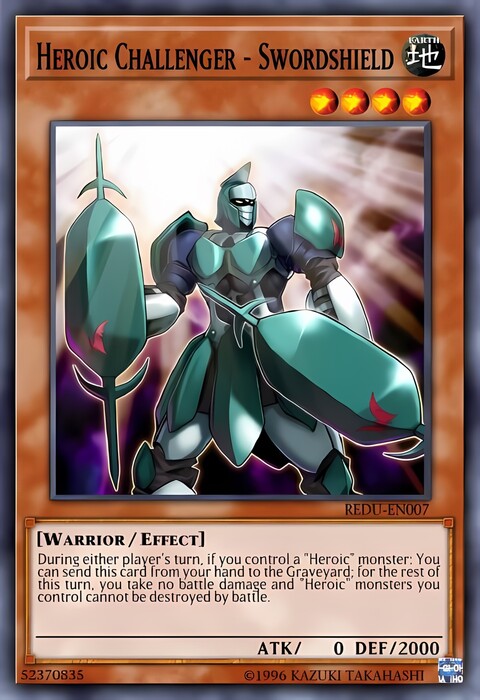 HEROIC CHALLENGER - SWORDSHIELD
EARTH
地
REDU-EN007
[WARRIOR / EFFECT]
During either player's turn, if you control a "Heroic" monster: You
can send this card from your hand to the Graveyard; for the rest of
this turn, you take no battle damage and "Heroic" monsters you
control cannot be destroyed by battle.
ATK/ 0 DEF/2000
52370835
©1996 KAZUKI TAKAHASHI